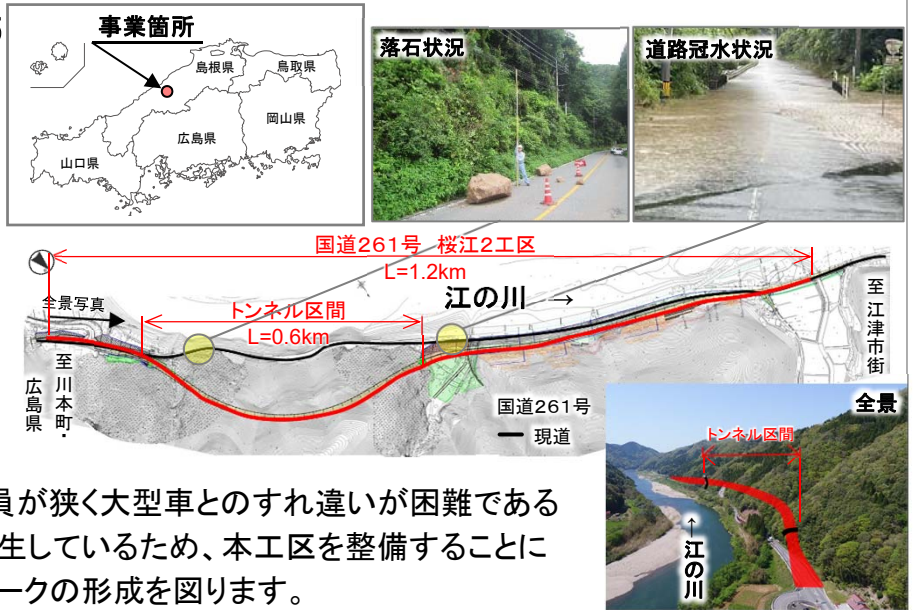 事業箇所
島根県
鳥取県
岡山県
広島県
山口県
落石状況
道路冠水状況
国道261号 桜江2工区
L=1.2km
江の川 →
全景写真
トンネル区間
L=0.6km
至 川本町・
広島県
至 江津市街
国道261号
現道
全景
トンネル区間
←江の川
員が狭く大型車とのすれ違いが困難である
生しているため、本工区を整備することに
ークの形成を図ります。